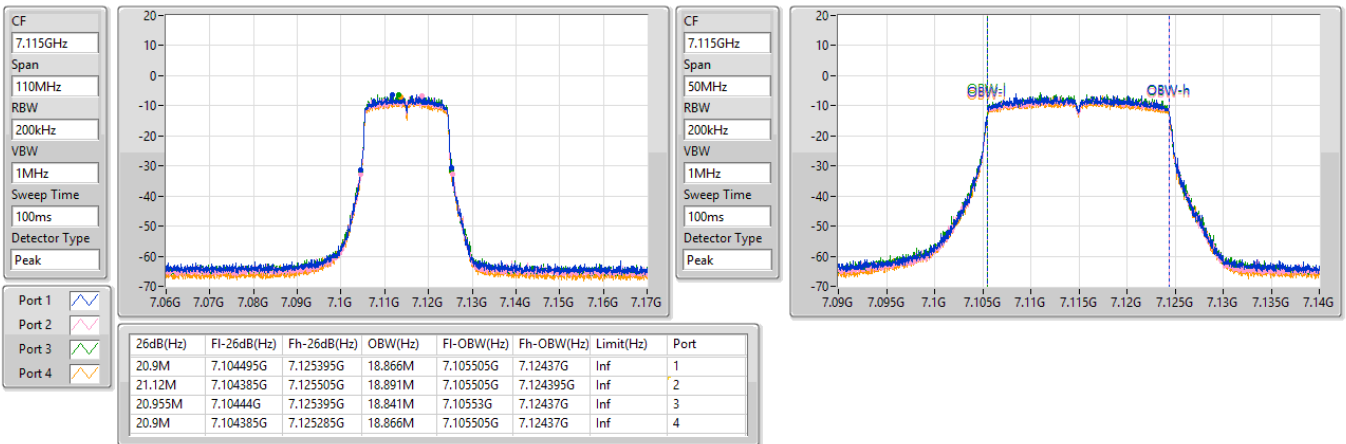 CF
7.115GHz
Span
110MHz
RBW
200kHz
VBW
1MHz
Sweep Time
100ms
Detector Type
Peak
20
10
0
-10
-20
-30
-40
-50
-60
-70
7.06G 7.07G 7.08G 7.09G 7.1G 7.11G 7.12G 7.13G 7.14G 7.15G 7.16G 7.17G
CF
7.115GHz
Span
50MHz
RBW
200kHz
VBW
1MHz
Sweep Time
100ms
Detector Type
Peak
20
10
0
-10
-20
-30
-40
-50
-60
-70
OBW-l OBW-h
7.09G 7.095G 7.1G 7.105G 7.11G 7.115G 7.12G 7.125G 7.13G 7.135G 7.14G
Port 1
Port 2
Port 3
Port 4
26dB(Hz) Fl-26dB(Hz) Fh-26dB(Hz) OBW(Hz) Fl-OBW(Hz) Fh-OBW(Hz) Limit(Hz) Port
20.9M 7.104495G 7.125395G 18.866M 7.105505G 7.12437G Inf 1
21.12M 7.104385G 7.125505G 18.891M 7.105505G 7.124395G Inf 2
20.955M 7.10444G 7.125395G 18.841M 7.10553G 7.12437G Inf 3
20.9M 7.104385G 7.125285G 18.866M 7.105505G 7.12437G Inf 4